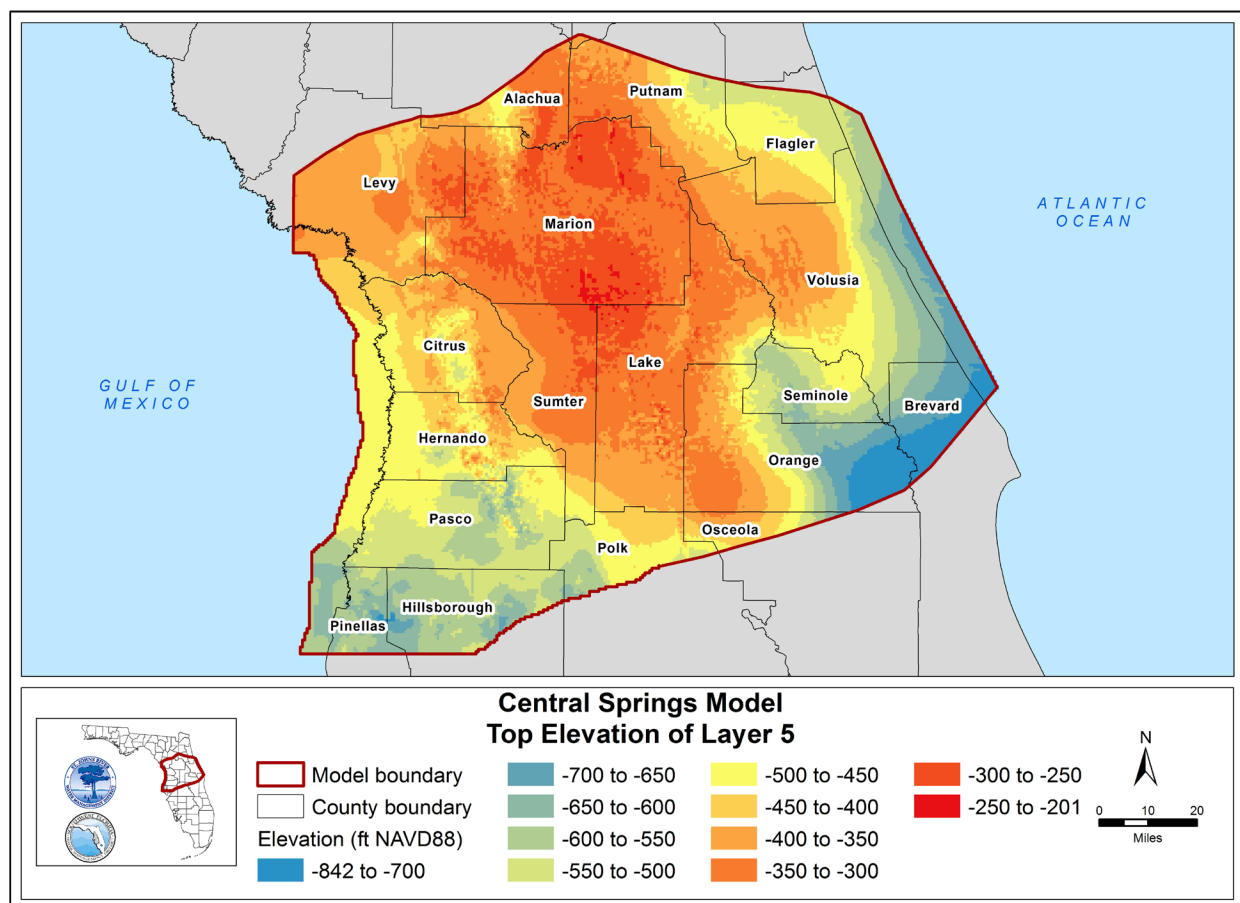 Alachua
Putnam
Flagler
Levy
Marion
ATLANTIC
OCEAN
Volusia
Citrus
Lake
GULF OF
MEXICO
Seminole
Sumter
Brevard
Hernando
Orange
Pasco
Osceola
Polk
Hillsborough
Pinellas
Central Springs Model
Top Elevation of Layer 5
Model boundary
County boundary
Elevation (ft NAVD88)
-842 to -700
-700 to -650
-650 to -600
-600 to -550
-550 to -500
-500 to -450
-450 to -400
-400 to -350
-350 to -300
-300 to -250
-250 to -201
N
0 10 20
Miles